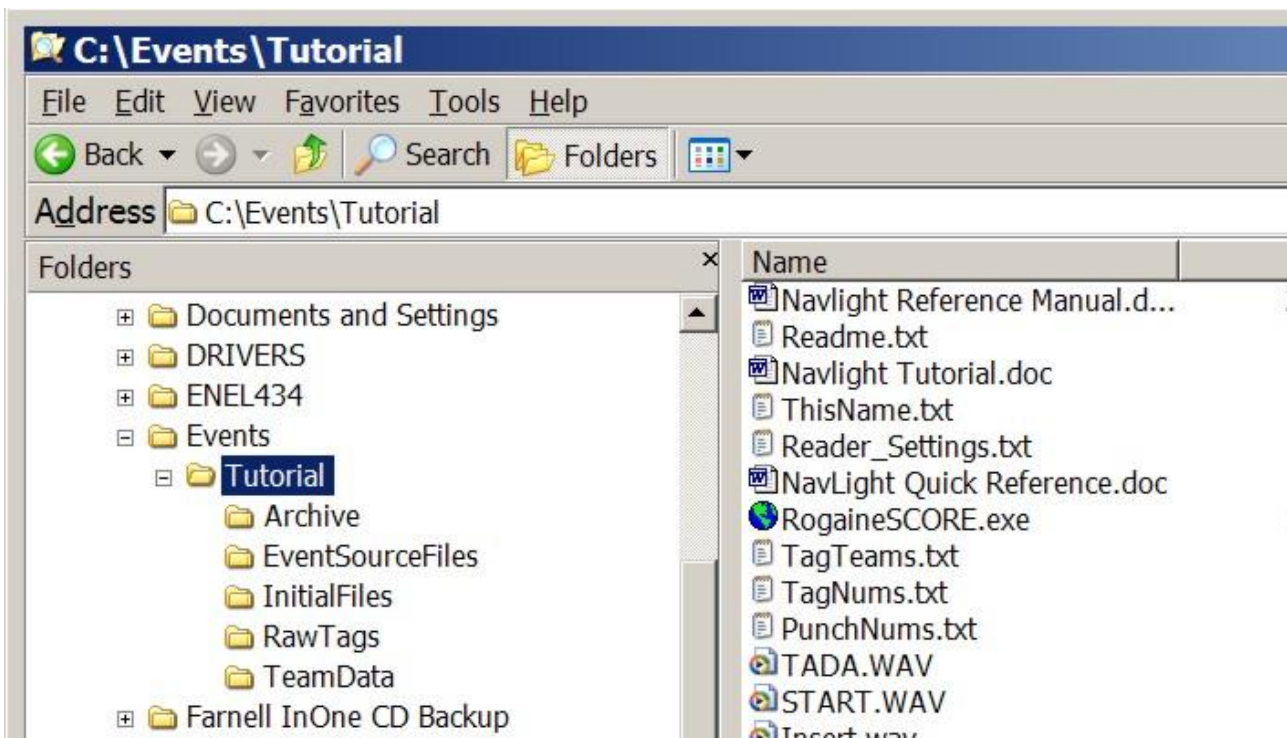 C:\Events\Tutorial
File Edit View Favorites Tools Help
Back Search Folders
Address C:\Events\Tutorial
Folders
Documents and Settings
DRIVERS
ENEL434
Events
Tutorial
Archive
EventSourceFiles
InitialFiles
RawTags
TeamData
Farnell InOne CD Backup
Name
Navlight Reference Manual.d...
Readme.txt
Navlight Tutorial.doc
ThisName.txt
Reader_Settings.txt
NavLight Quick Reference.doc
RogaineSCORE.exe
TagTeams.txt
TagNums.txt
PunchNums.txt
TADA.WAV
START.WAV
Insert.wav